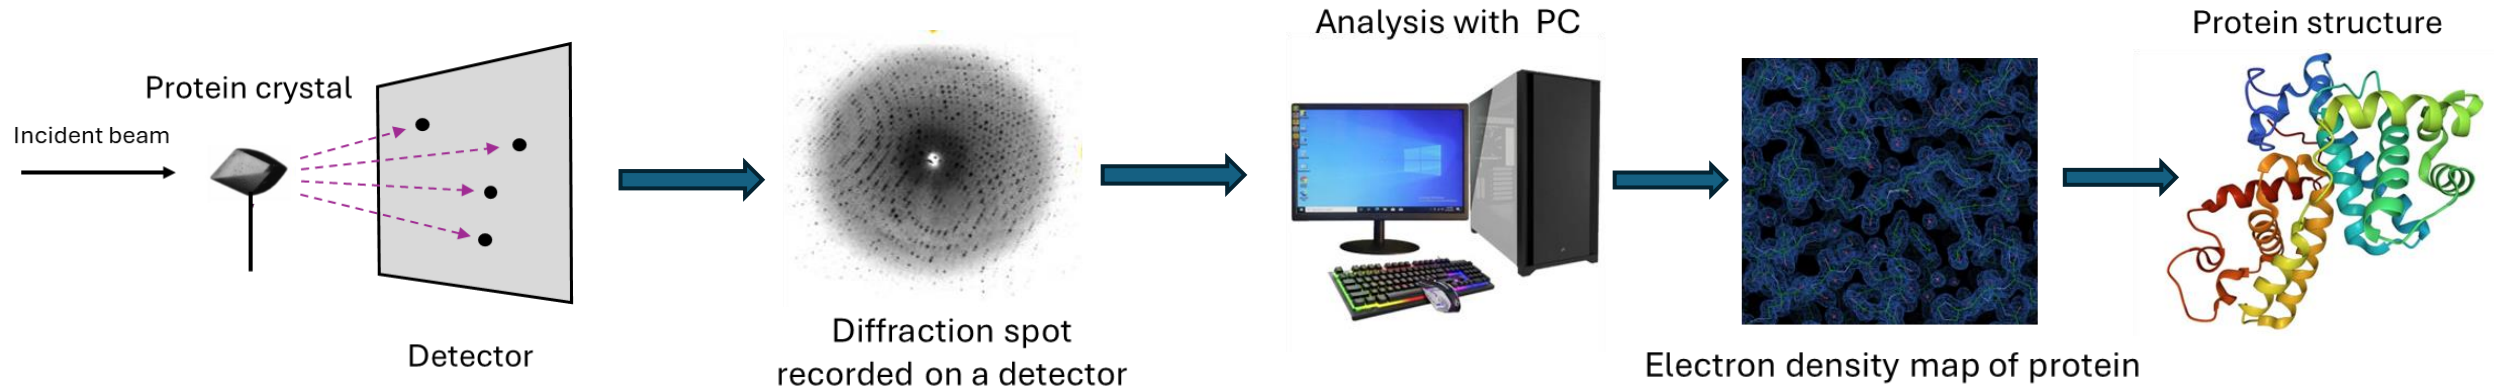 Incident beam
Protein crystal
Detector
Diffraction spot
recorded on a detector
Analysis with PC
Electron density map of protein
Protein structure